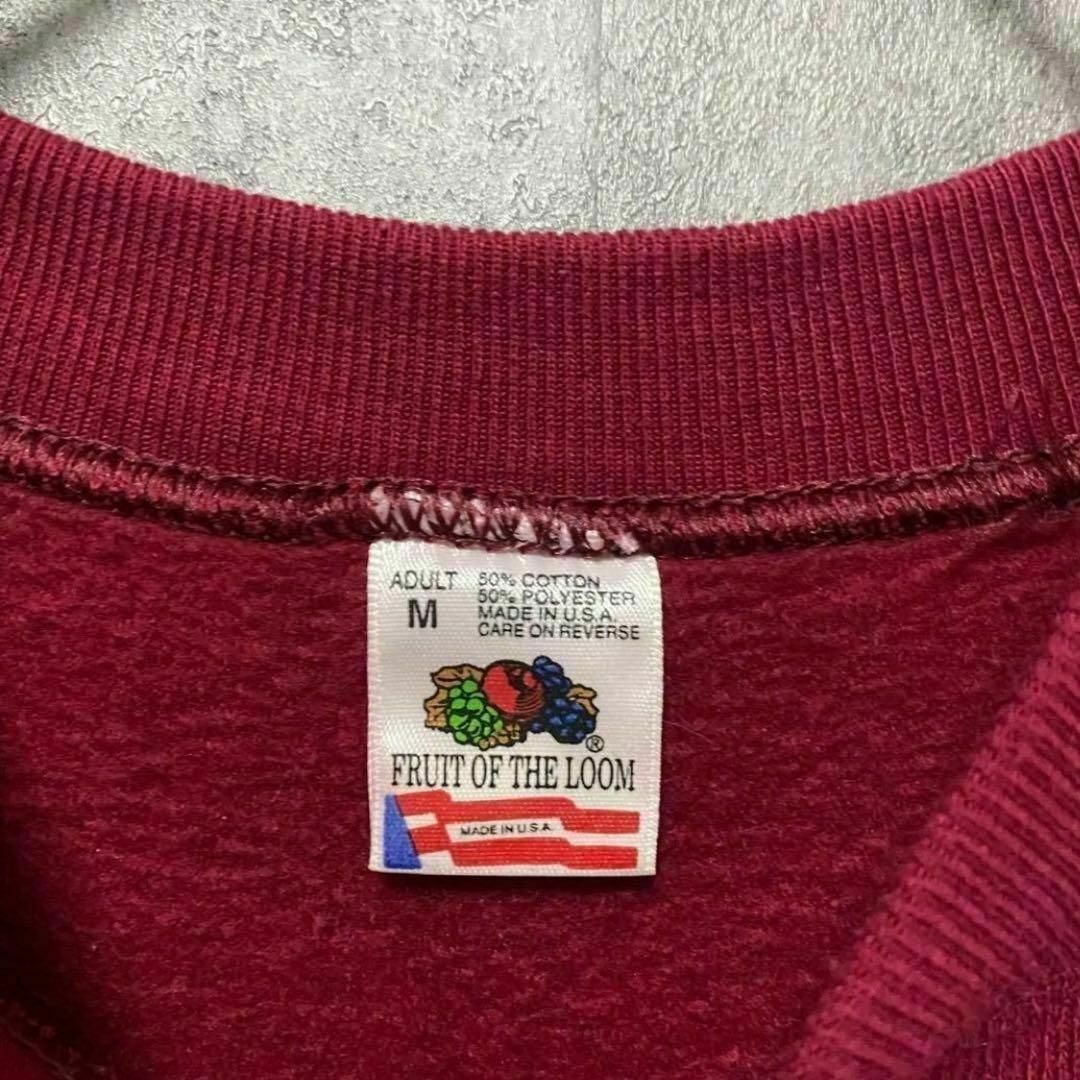 ADULT
M
50% COTTON
50% POLYESTER
MADE IN U.S.A.
CARE ON REVERSE
®
FRUIT OF THE LOOM
MADE IN U.S.A.